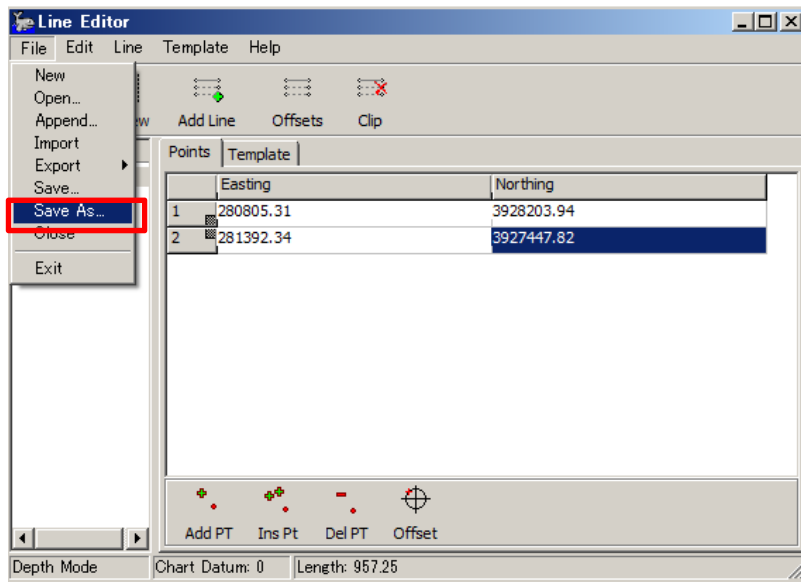 Line Editor
File Edit Line Template Help
New
Open...
Append...
Import
Export
Save...
Save As...
Close
Exit
Add Line Offsets Clip
Points Template
Easting Northing
1 280805.31 3928203.94
2 281392.34 3927447.82
Add PT Ins Pt Del PT Offset
Depth Mode Chart Datum: 0 Length: 957.25